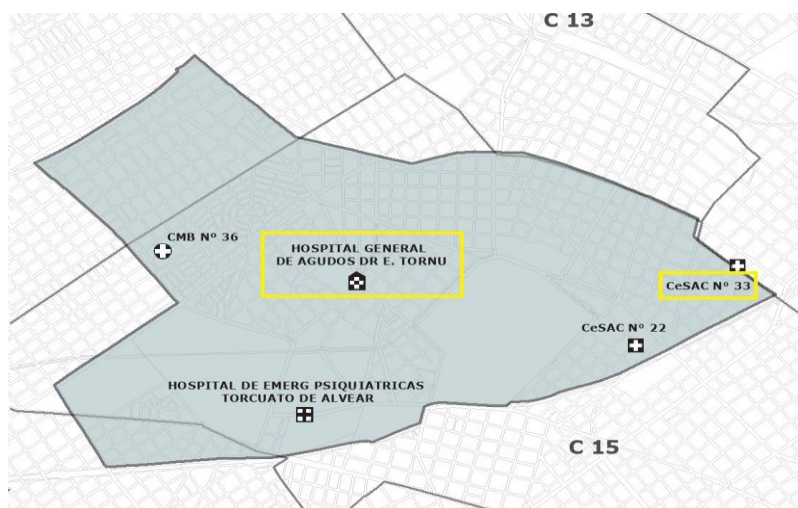 C 13
CMB Nº 36
HOSPITAL GENERAL
DE AGUDOS DR E. TORNU
CeSAC Nº 33
CeSAC Nº 22
HOSPITAL DE EMERG PSIQUIATRICAS
TORCUATO DE ALVEAR
C 15